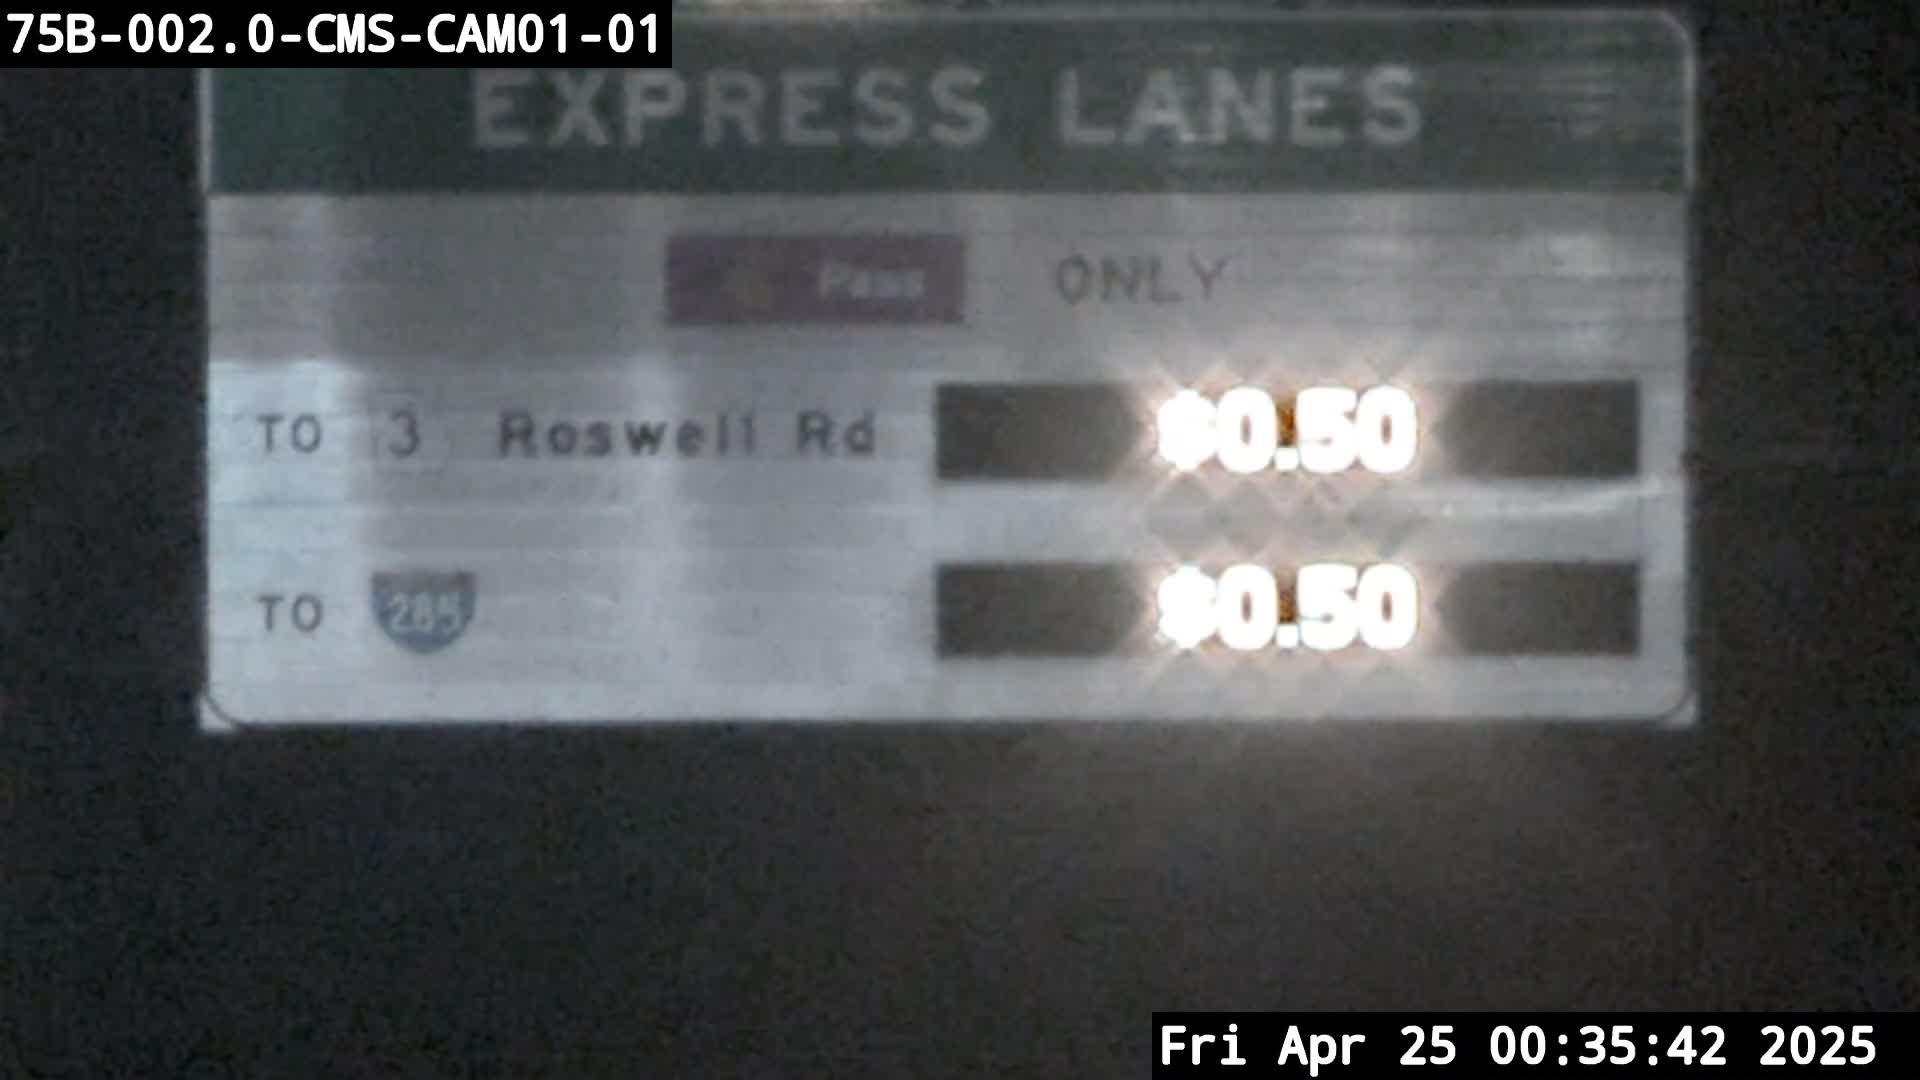 75B-002.0-CMS-CAM01-01
EXPRESS LANES
Pass ONLY
TO 3 Roswell Rd $0.50
TO 285 $0.50
Fri Apr 25 00:35:42 2025